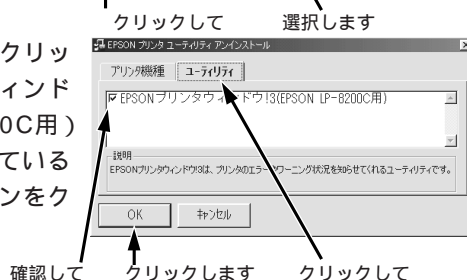 クリックして　選択します
クリッ
ィンド
0C用）
ている
ンをク
EPSON プリンタ ユーティリティ アンインストール
プリンタ機種　ユーティリティ
EPSONプリンタウィンドウ!3(EPSON LP-8200C用)
説明
EPSONプリンタウィンドウ!3は、プリンタのエラーやワーニング状況を知らせてくれるユーティリティです。
OK　キャンセル
確認して　クリックします　クリックして